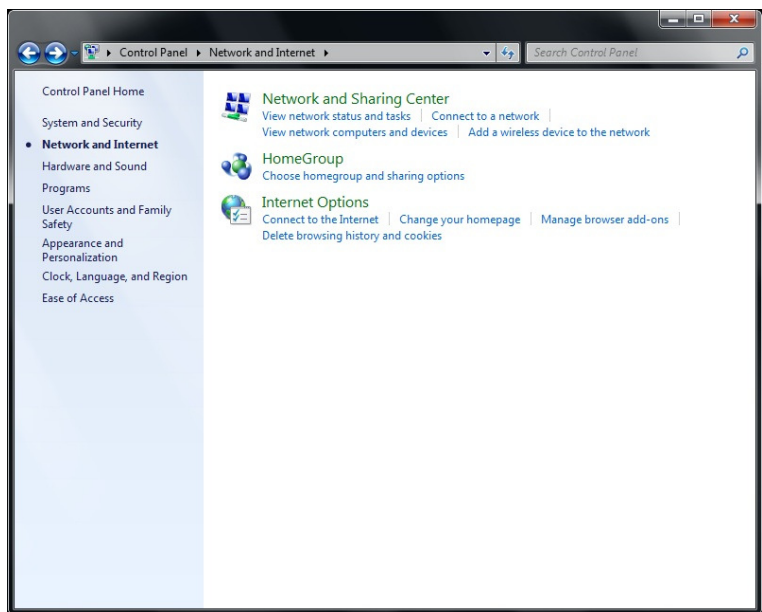 Control Panel Network and Internet
Search Control Panel
Control Panel Home
System and Security
Network and Internet
Hardware and Sound
Programs
User Accounts and Family
Safety
Appearance and
Personalization
Clock, Language, and Region
Ease of Access
Network and Sharing Center
View network status and tasks Connect to a network
View network computers and devices Add a wireless device to the network
HomeGroup
Choose homegroup and sharing options
Internet Options
Connect to the Internet Change your homepage Manage browser add-ons
Delete browsing history and cookies